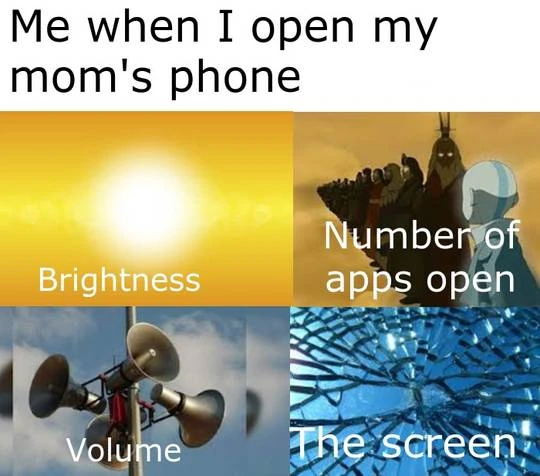 Me when I open my
mom's phone
Brightness
Number of
apps open
Volume
The screen